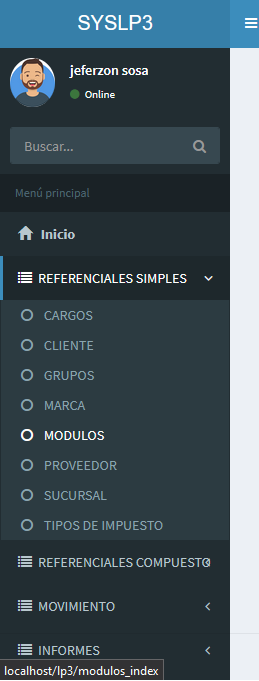 SYSLP3
jeferzon sosa
Online
Buscar...
Menú principal
Inicio
REFERENCIALES SIMPLES
CARGOS
CLIENTE
GRUPOS
MARCA
MODULOS
PROVEEDOR
SUCURSAL
TIPOS DE IMPUESTO
REFERENCIALES COMPUESTO
MOVIMIENTO
INFORMES
localhost/lp3/modulos_index